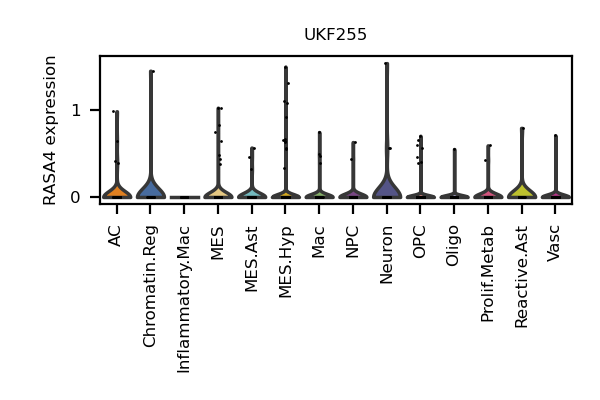 UKF255
RASA4 expression
1
0
AC
Chromatin.Reg
Inflammatory.Mac
MES
MES.Ast
MES.Hyp
Mac
NPC
Neuron
OPC
Oligo
Prolif.Metab
Reactive.Ast
Vasc